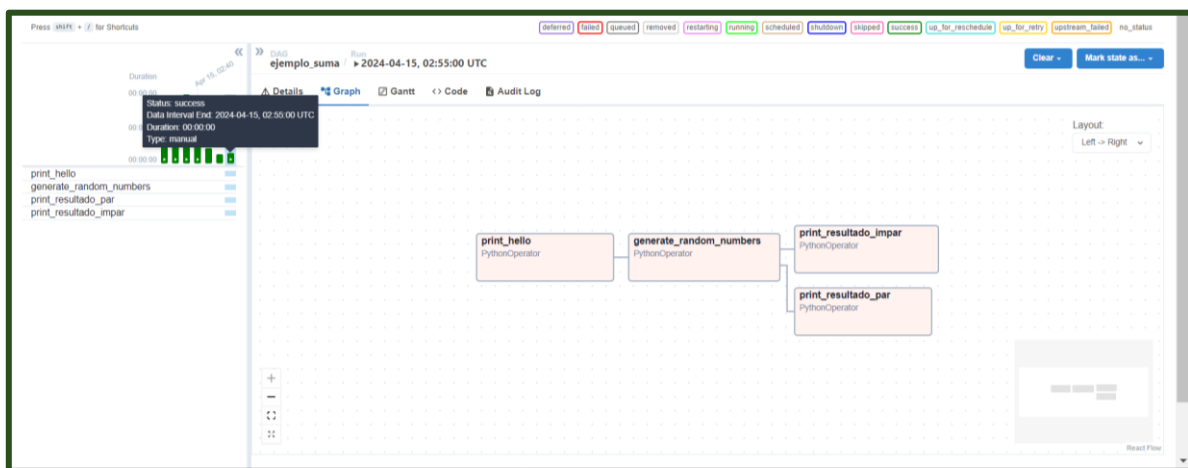 Press shift + / for Shortcuts
deferred failed queued removed restarting running scheduled shutdown skipped success up_for_reschedule up_for_retry upstream_failed no_status
DAG
ejemplo_suma
Run
2024-04-15, 02:55:00 UTC
Clear
Mark state as...
Duration
Apr 15, 02:40
00:00:00
Status: success
Data Interval End: 2024-04-15, 02:55:00 UTC
Duration: 00:00:00
Type: manual
00:00:00
print_hello
generate_random_numbers
print_resultado_par
print_resultado_impar
Details Graph Gantt <> Code Audit Log
Layout:
Left -> Right
print_hello
PythonOperator
generate_random_numbers
PythonOperator
print_resultado_impar
PythonOperator
print_resultado_par
PythonOperator
React Flow